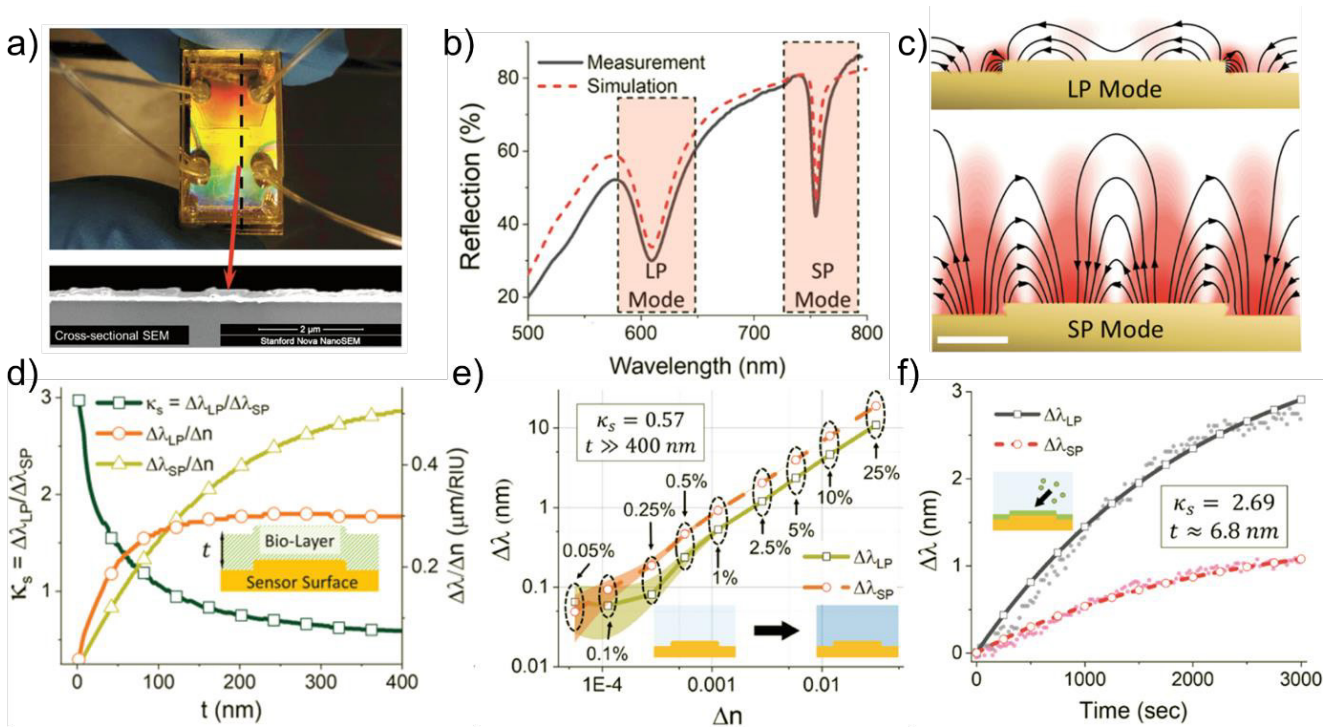 a)
Cross-sectional SEM
2 μm
Stanford Nova NanoSEM
b)
Measurement
Simulation
80
60
40
20
Reflection (%)
LP
Mode
SP
Mode
500
600
700
800
Wavelength (nm)
c)
LP Mode
SP Mode
d)
κs = ΔλLP/ΔλSP
ΔλLP/Δn
ΔλSP/Δn
3
2
1
κs = ΔλLP/ΔλSP
0.4
0.2
Δλ/Δn (μm/RIU)
t
Bio-Layer
Sensor Surface
0
100
200
300
400
t (nm)
e)
κs = 0.57
t ≫ 400 nm
10
1
0.1
0.01
Δλ (nm)
0.05%
0.1%
0.25%
0.5%
1%
2.5%
5%
10%
25%
ΔλLP
ΔλSP
1E-4
0.001
0.01
Δn
f)
ΔλLP
ΔλSP
κs = 2.69
t ≈ 6.8 nm
3
2
1
0
Δλ (nm)
0
1000
2000
3000
Time (sec)